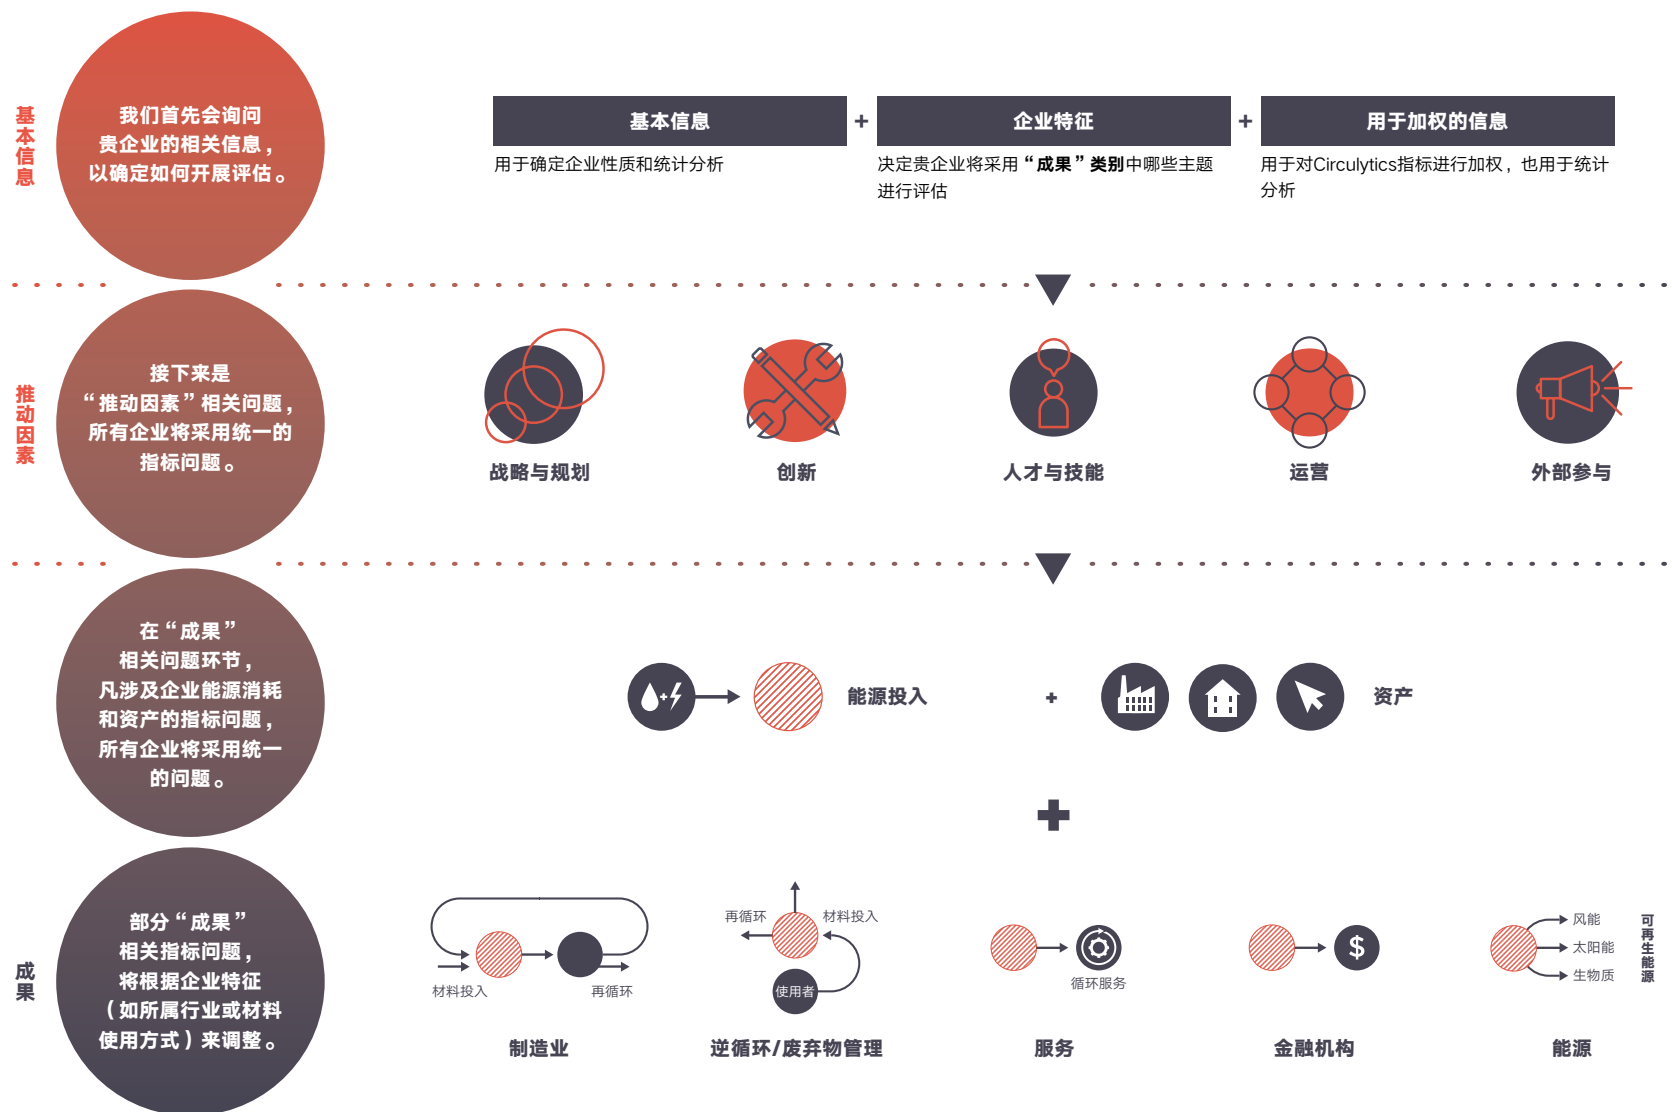 基本信息
我们首先会询问
贵企业的相关信息，
以确定如何开展评估。
基本信息
+
企业特征
+
用于加权的信息
用于确定企业性质和统计分析
决定贵企业将采用“成果”类别中哪些主题
进行评估
用于对Circulytics指标进行加权，也用于统计
分析
推动因素
接下来是
“推动因素”相关问题，
所有企业将采用统一的
指标问题。
战略与规划
创新
人才与技能
运营
外部参与
在“成果”
相关问题环节，
凡涉及企业能源消耗
和资产的指标问题，
所有企业将采用统一
的问题。
能源投入
+
资产
成果
部分“成果”
相关指标问题，
将根据企业特征
（如所属行业或材料
使用方式）来调整。
材料投入
再循环
制造业
再循环
材料投入
使用者
逆循环/废弃物管理
循环服务
服务
$
金融机构
风能
太阳能
生物质
可再生能源
能源